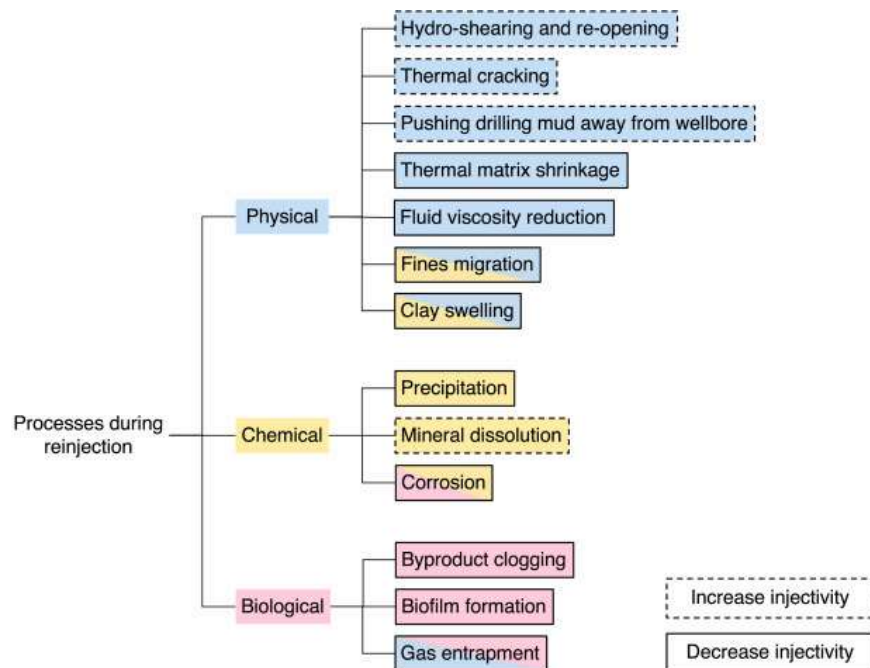 Hydro-shearing and re-opening
Thermal cracking
Pushing drilling mud away from wellbore
Thermal matrix shrinkage
Physical
Fluid viscosity reduction
Fines migration
Clay swelling
Precipitation
Processes during
reinjection
Chemical
Mineral dissolution
Corrosion
Byproduct clogging
Biological
Biofilm formation
Gas entrapment
Increase injectivity
Decrease injectivity